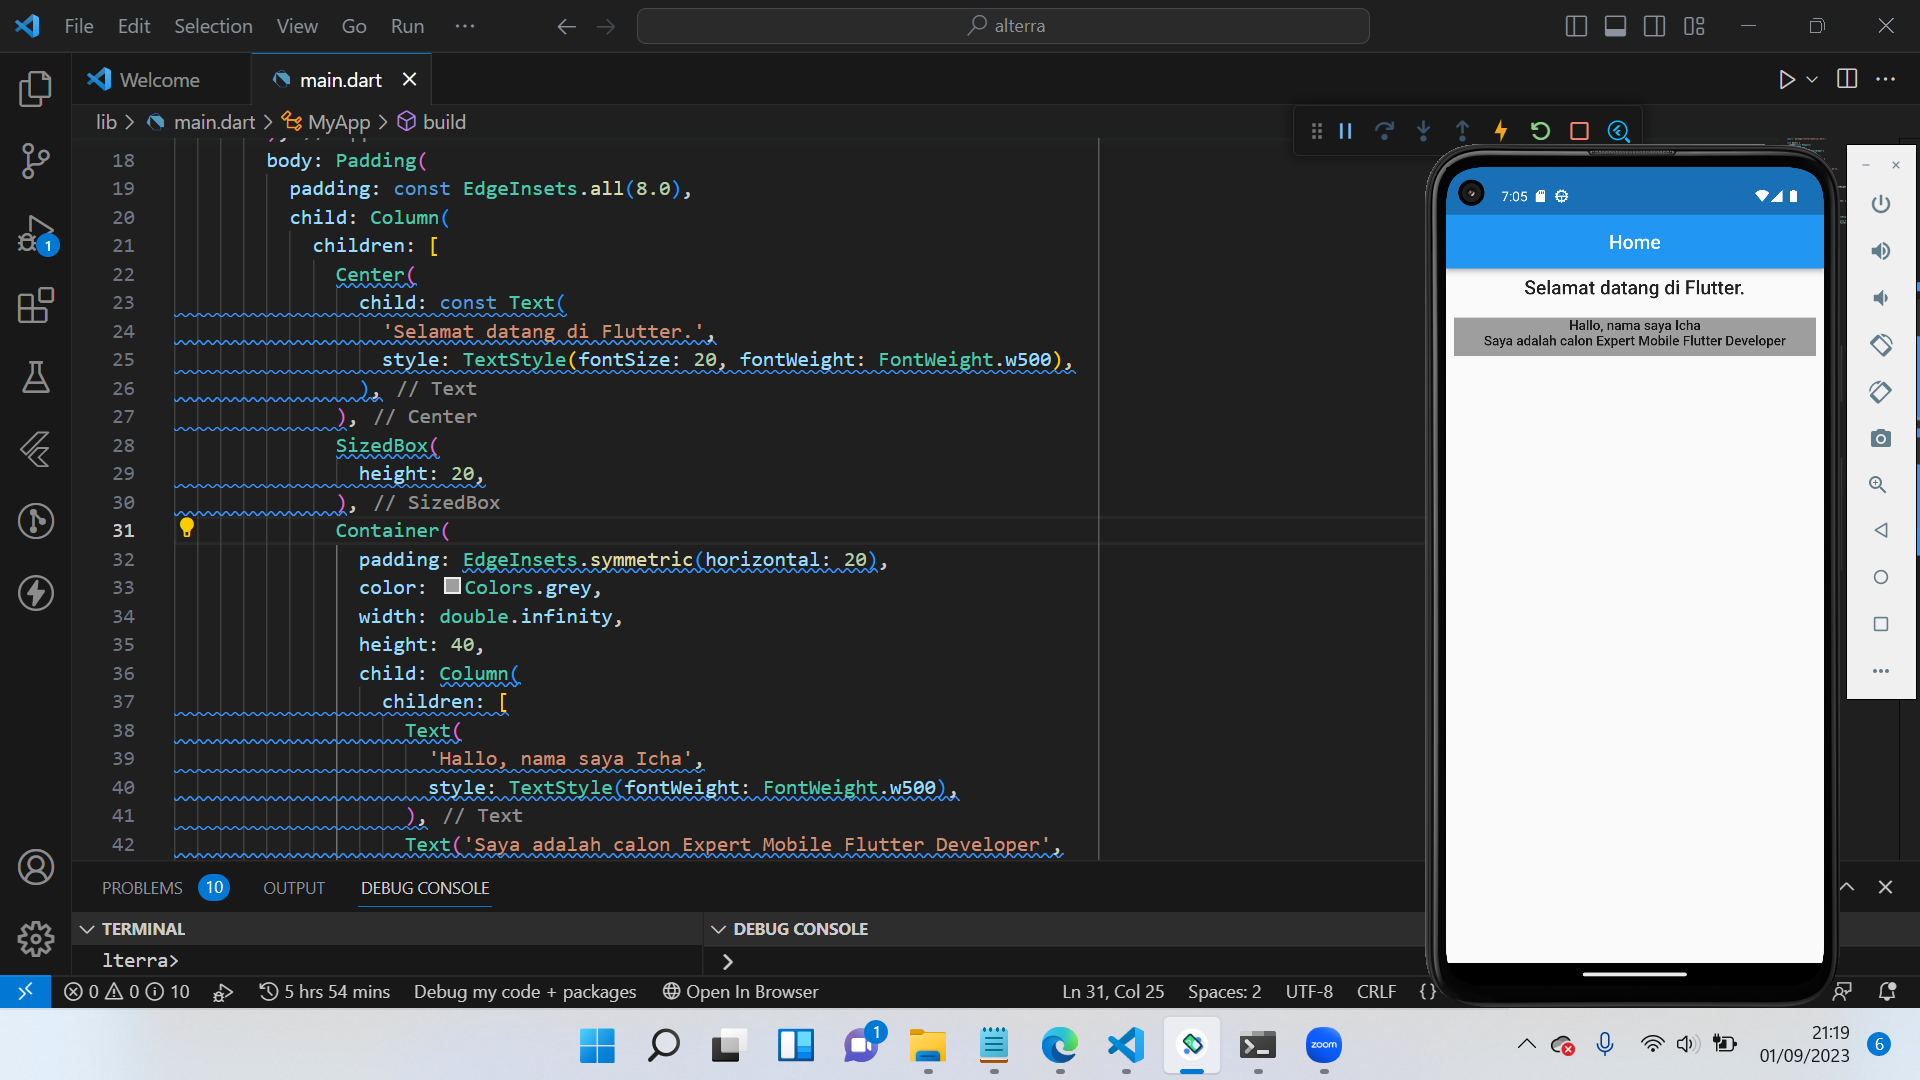 File Edit Selection View Go Run ···
alterra
Welcome
main.dart
lib > main.dart > MyApp > build
18 body: Padding(
19 padding: const EdgeInsets.all(8.0),
20 child: Column(
21 children: [
22 Center(
23 child: const Text(
24 'Selamat datang di Flutter.',
25 style: TextStyle(fontSize: 20, fontWeight: FontWeight.w500),
26 ), // Text
27 ), // Center
28 SizedBox(
29 height: 20,
30 ), // SizedBox
31 Container(
32 padding: EdgeInsets.symmetric(horizontal: 20),
33 color: Colors.grey,
34 width: double.infinity,
35 height: 40,
36 child: Column(
37 children: [
38 Text(
39 'Hallo, nama saya Icha',
40 style: TextStyle(fontWeight: FontWeight.w500),
41 ), // Text
42 Text('Saya adalah calon Expert Mobile Flutter Developer',
1
7:05
Home
Selamat datang di Flutter.
Hallo, nama saya Icha
Saya adalah calon Expert Mobile Flutter Developer
PROBLEMS 10 OUTPUT DEBUG CONSOLE
TERMINAL
lterra>
DEBUG CONSOLE
>
0 0 10 5 hrs 54 mins Debug my code + packages Open In Browser
Ln 31, Col 25 Spaces: 2 UTF-8 CRLF {}
1
zoom
21:19
01/09/2023
6